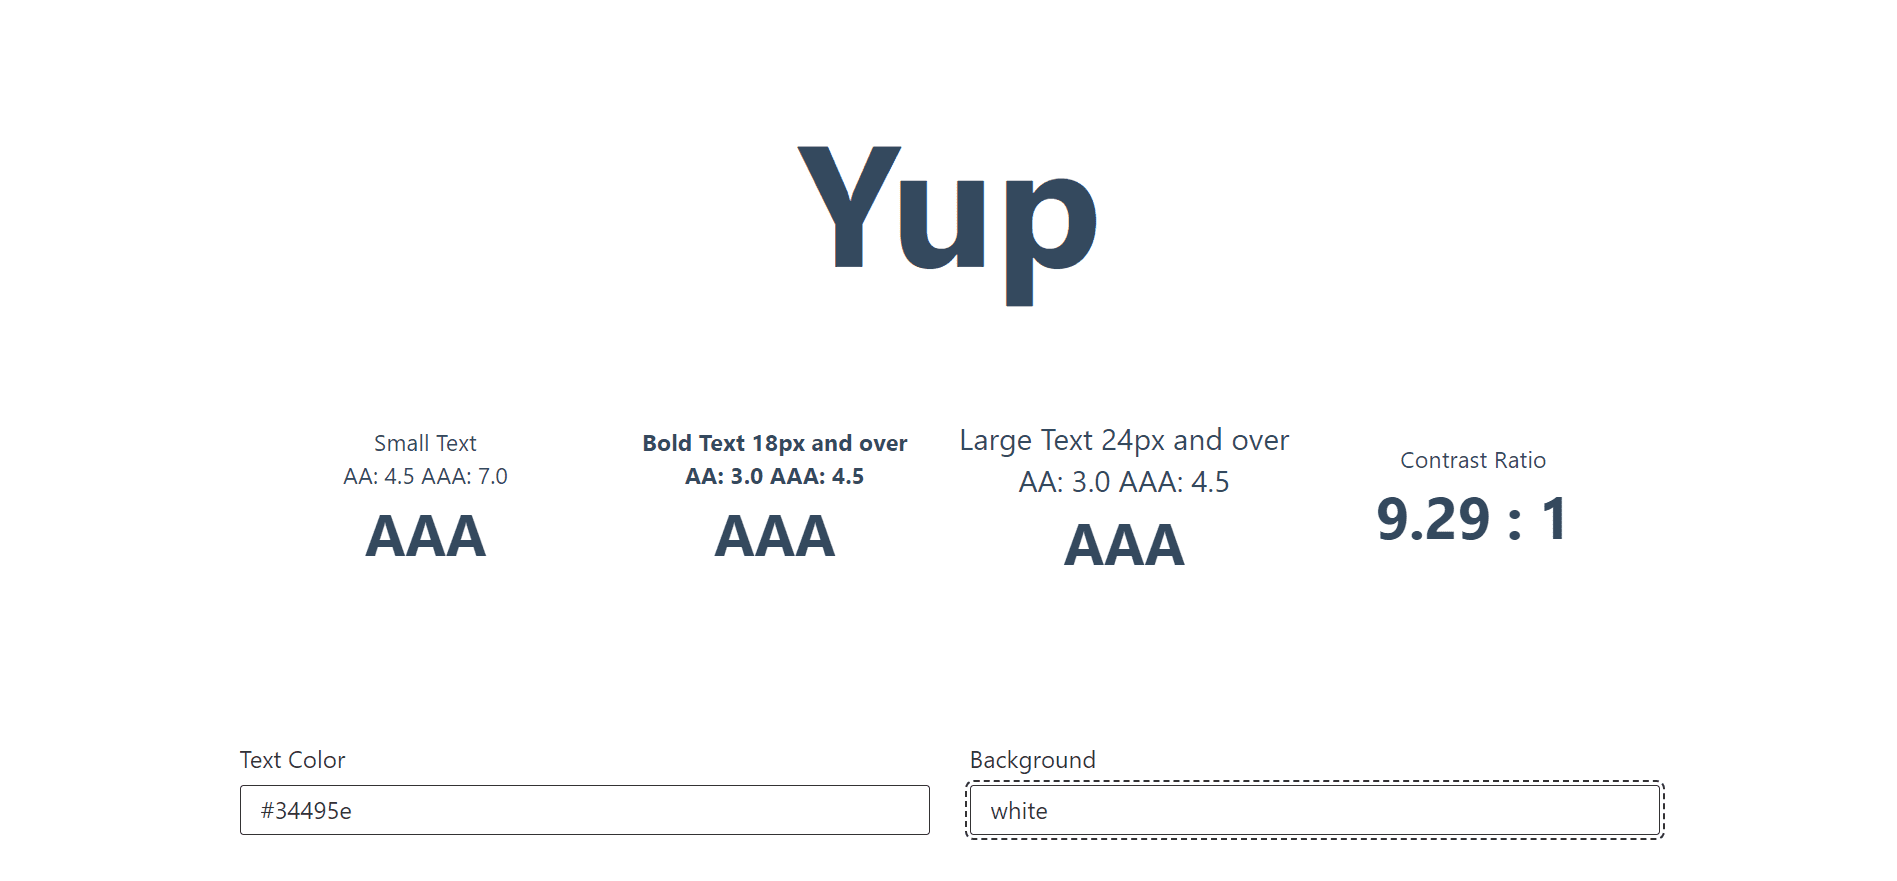 Yup
Small Text
AA: 4.5 AAA: 7.0
AAA
Bold Text 18px and over
AA: 3.0 AAA: 4.5
AAA
Large Text 24px and over
AA: 3.0 AAA: 4.5
AAA
Contrast Ratio
9.29 : 1
Text Color
#34495e
Background
white